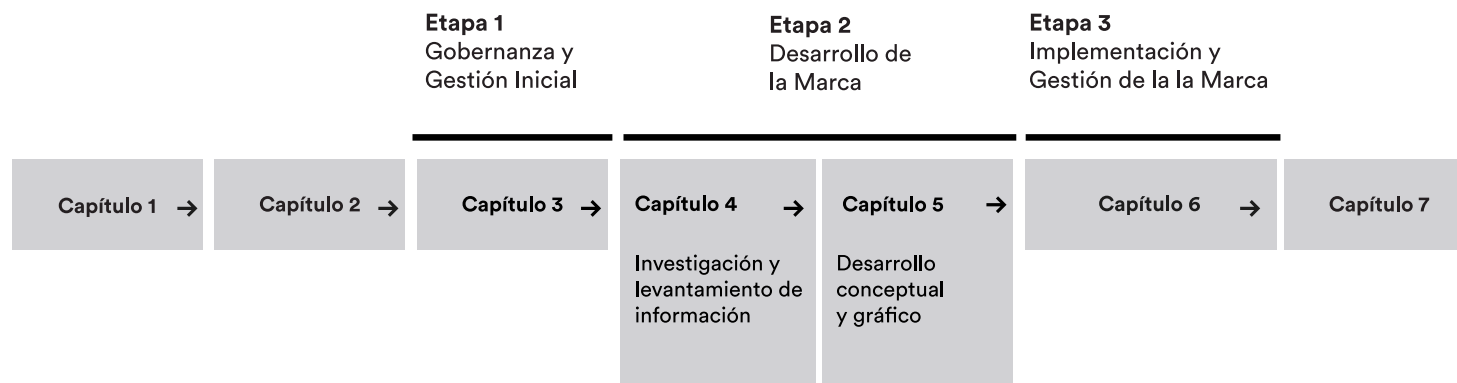 Etapa 1
Gobernanza y
Gestión Inicial
Etapa 2
Desarrollo de
la Marca
Etapa 3
Implementación y
Gestión de la la Marca
Capítulo 1 →
Capítulo 2 →
Capítulo 3 →
Capítulo 4 →
Investigación y
levantamiento de
información
Capítulo 5 →
Desarrollo
conceptual
y gráfico
Capítulo 6 →
Capítulo 7